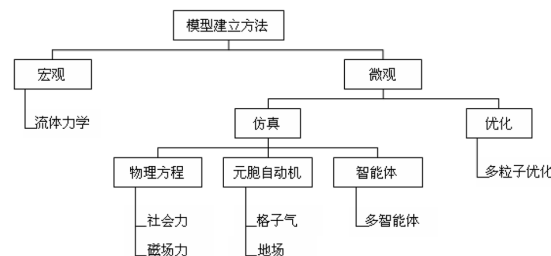 模型建立方法
宏观
微观
流体力学
仿真
优化
物理方程
元胞自动机
智能体
多粒子优化
社会力
格子气
多智能体
磁场力
地场